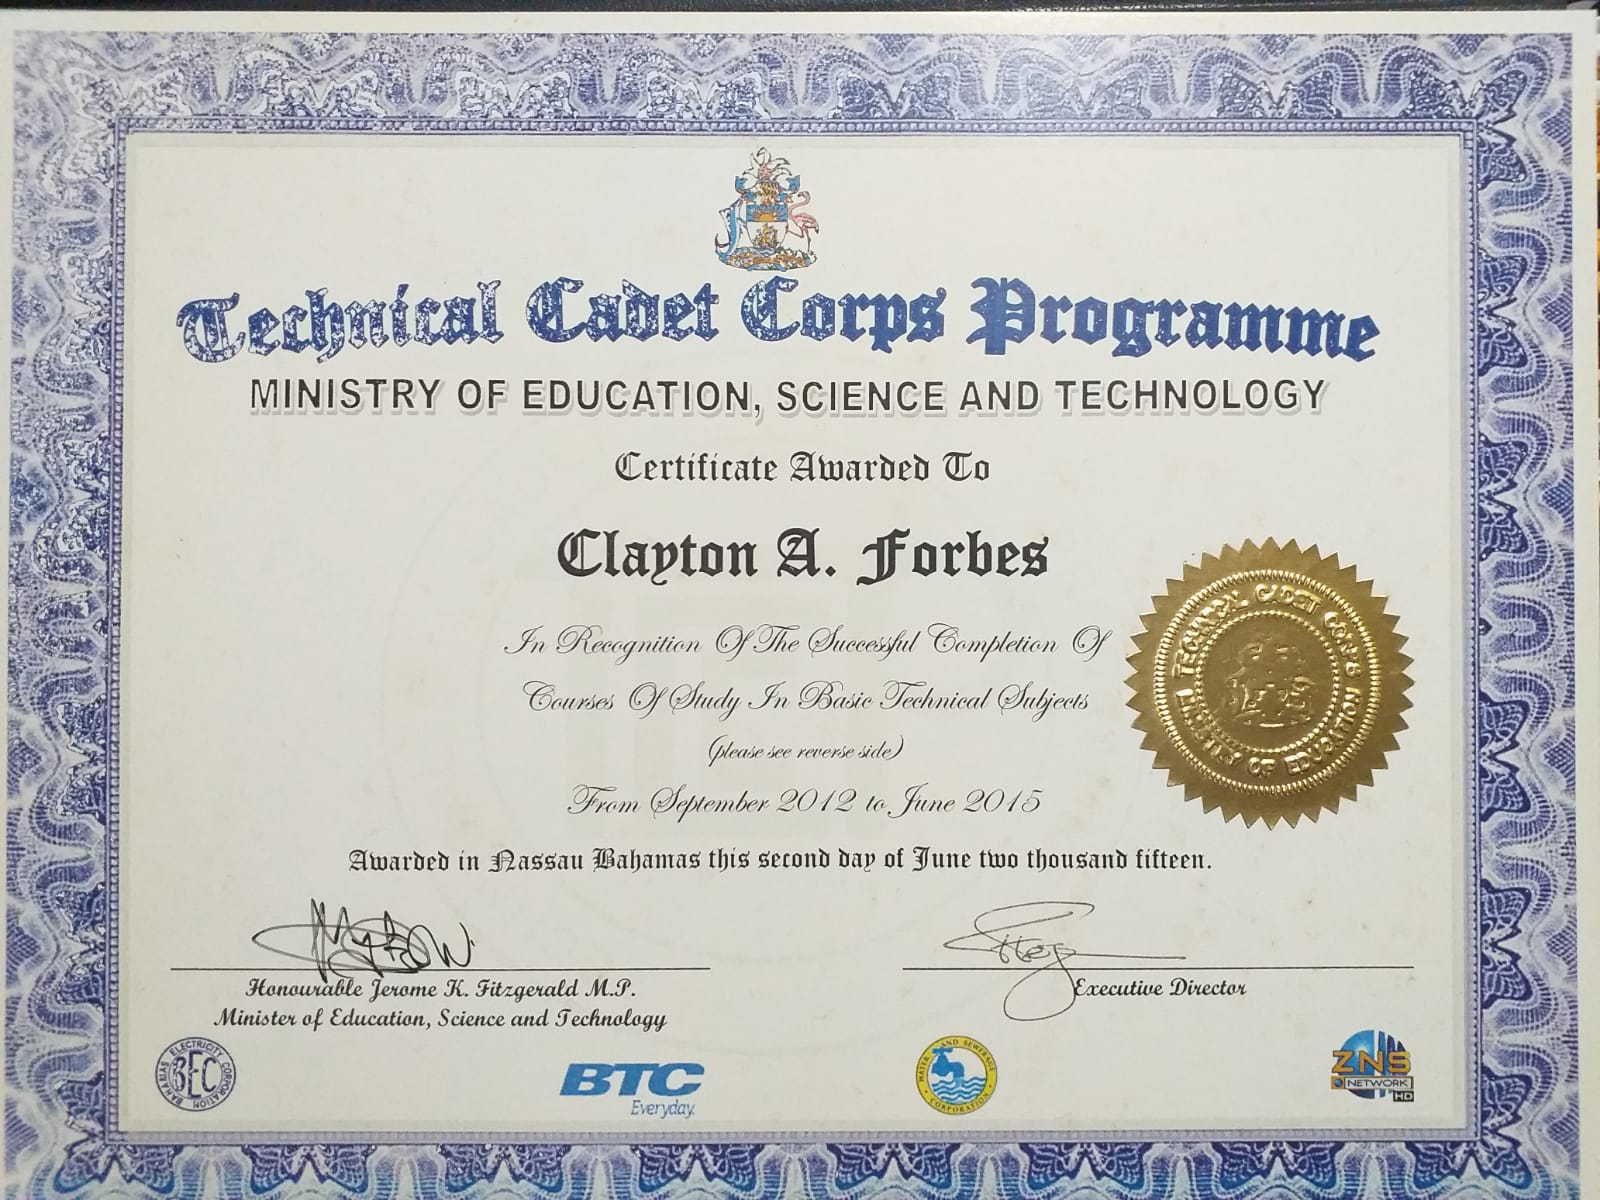 Technical Cadet Corps Programme
MINISTRY OF EDUCATION, SCIENCE AND TECHNOLOGY
Certificate Awarded To
Clayton A. Forbes
In Recognition Of The Successful Completion Of
Courses Of Study In Basic Technical Subjects
(please see reverse side)
From September 2012 to June 2015
TECHNICAL CADET CORPS
MINISTRY OF EDUCATION
Awarded in Nassau Bahamas this second day of June two thousand fifteen.
Honourable Jerome K. Fitzgerald M.P.
Minister of Education, Science and Technology
Executive Director
BAHAMAS ELECTRICITY CORPORATION
BEC
BTC
Everyday.
WATER AND SEWERAGE CORPORATION
ZNS
NETWORK
HD